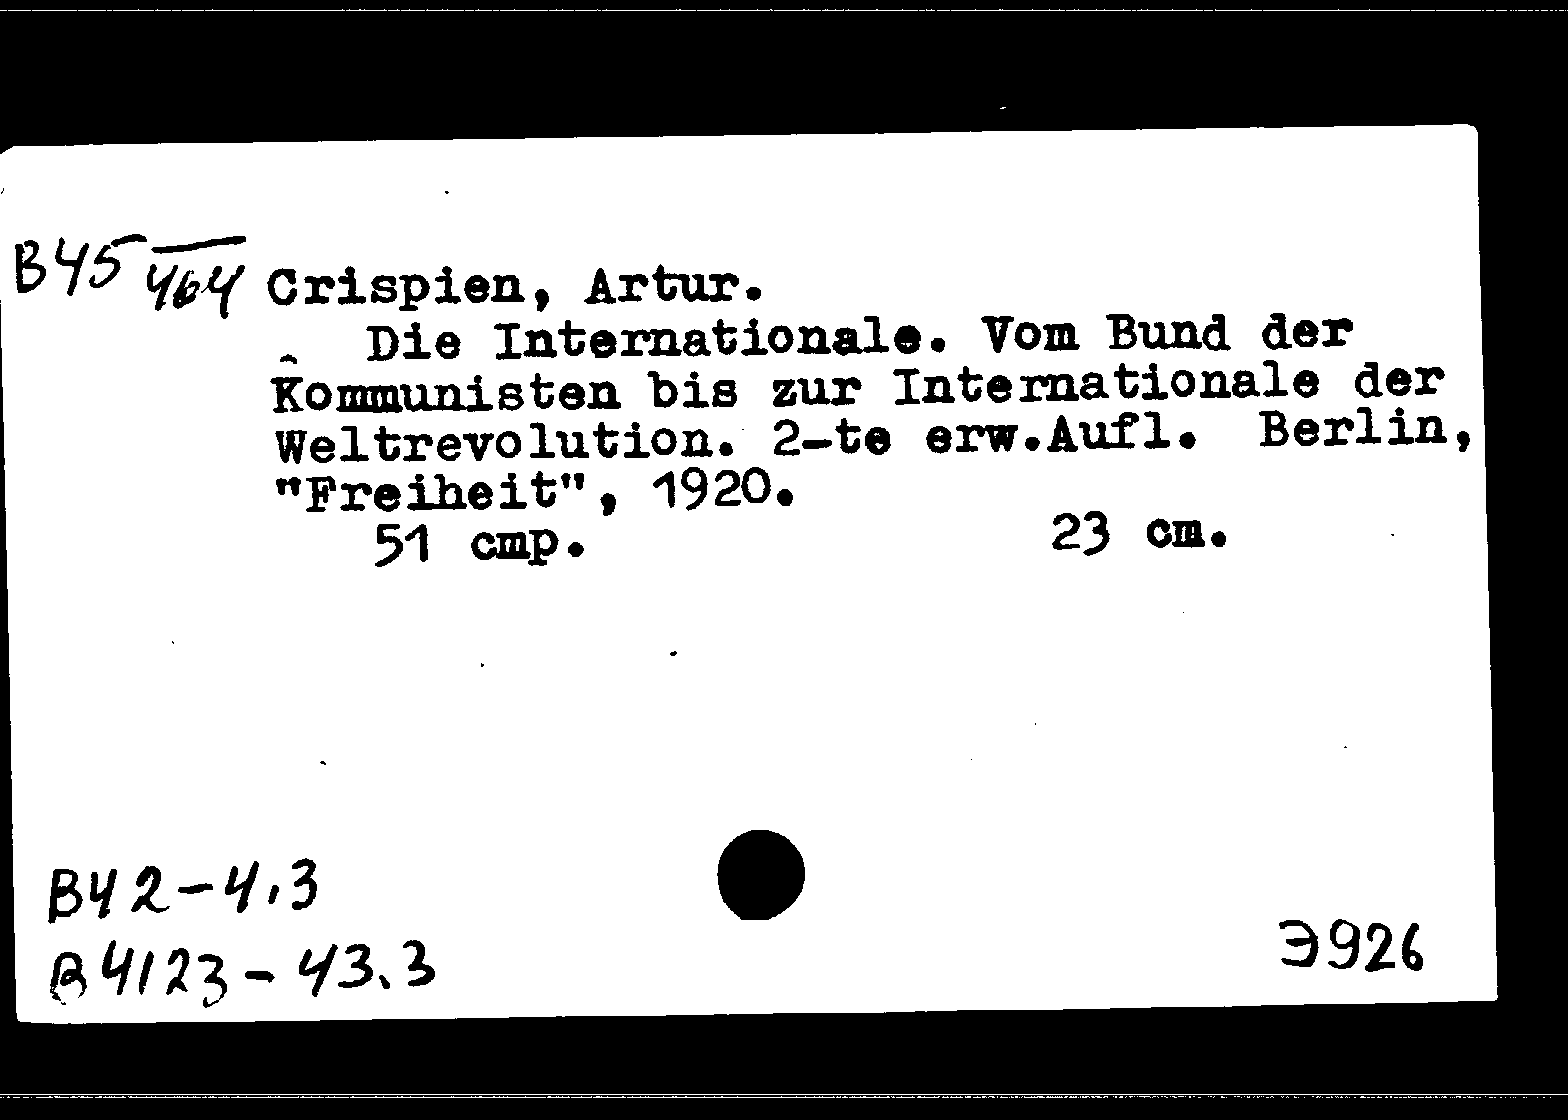 B45 464 Crispien, Artur.
Die Internationale. Vom Bund der
Kommunisten bis zur Internationale der
Weltrevolution. 2-te erw.Aufl. Berlin,
"Freiheit", 1920.
51 стр. 23 cm.
B42-4,3
B4123-43.3
Э926